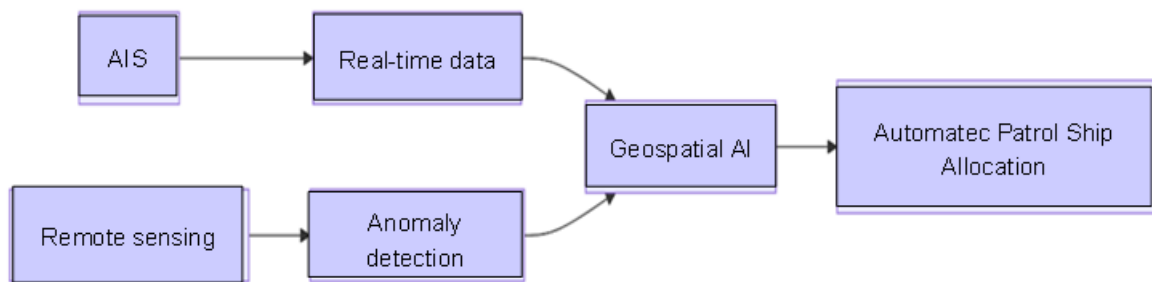 AIS
Real-time data
Geospatial AI
Automatec Patrol Ship
Allocation
Remote sensing
Anomaly
detection